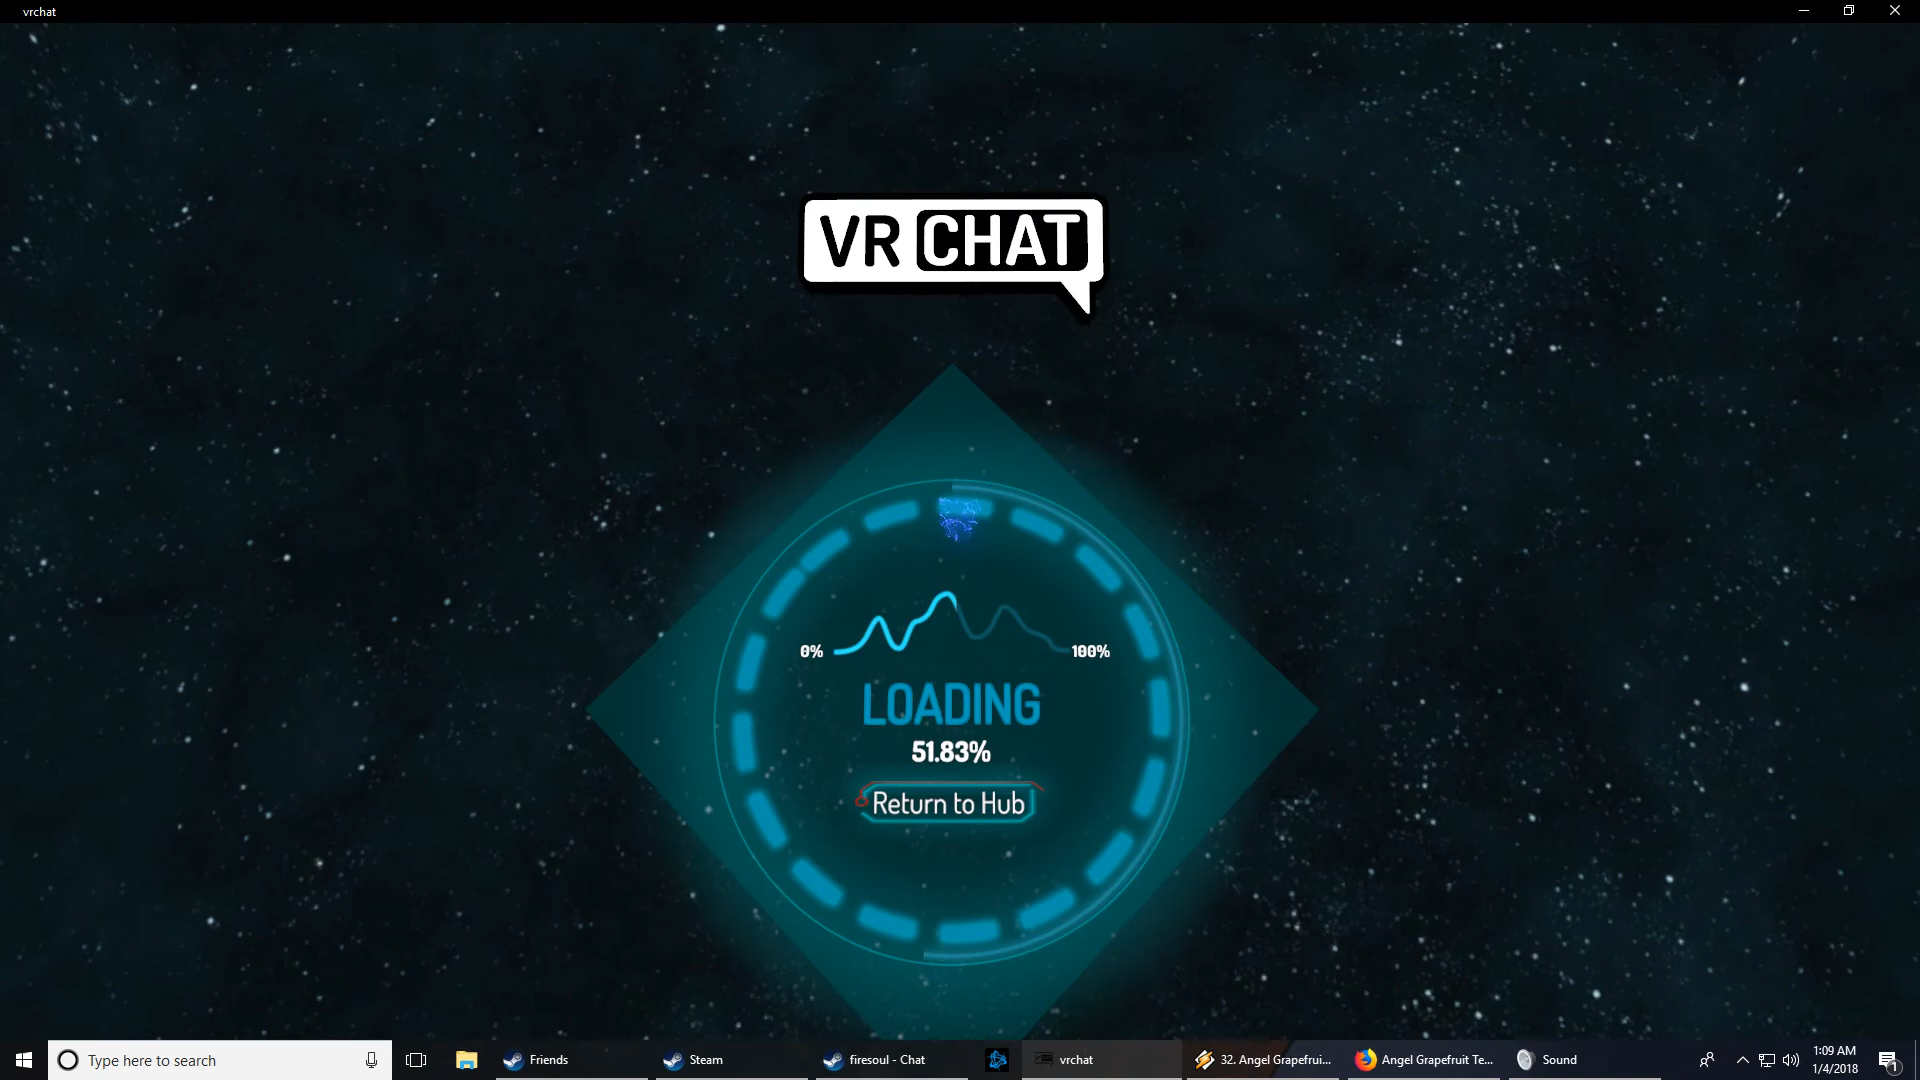 vrchat
VR CHAT
0%
100%
LOADING
51.83%
Return to Hub
Type here to search
Friends
Steam
firesoul - Chat
vrchat
32. Angel Grapefrui...
Angel Grapefruit Te...
Sound
1:09 AM
1/4/2018
1